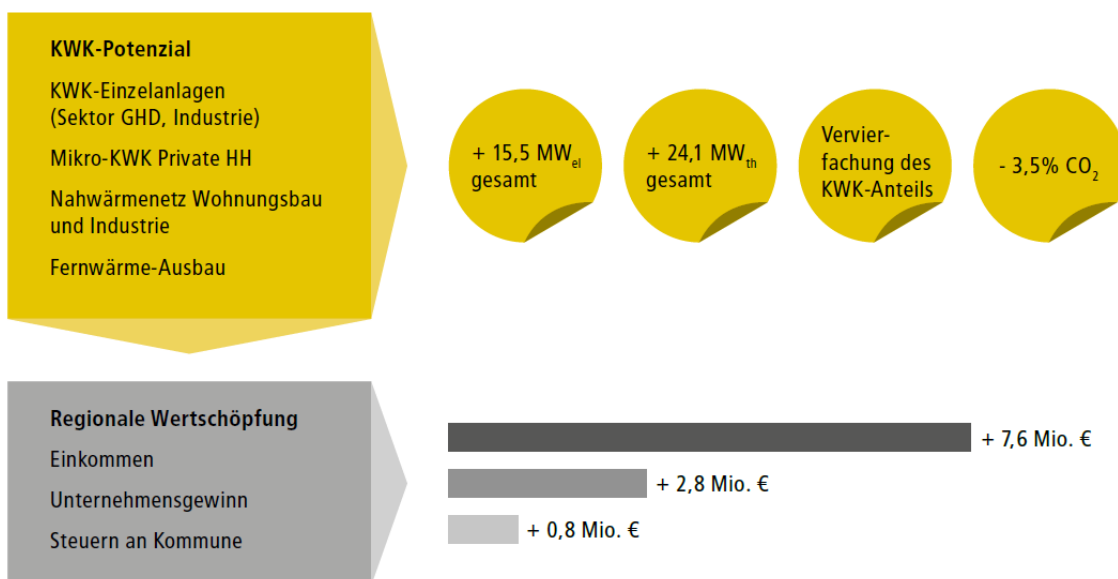 KWK-Potenzial
KWK-Einzelanlagen
(Sektor GHD, Industrie)
Mikro-KWK Private HH
Nahwärmenetz Wohnungsbau
und Industrie
Fernwärme-Ausbau
+ 15,5 MWel
gesamt
+ 24,1 MWth
gesamt
Vervier-
fachung des
KWK-Anteils
- 3,5% CO2
Regionale Wertschöpfung
Einkommen
Unternehmensgewinn
Steuern an Kommune
+ 7,6 Mio. €
+ 2,8 Mio. €
+ 0,8 Mio. €